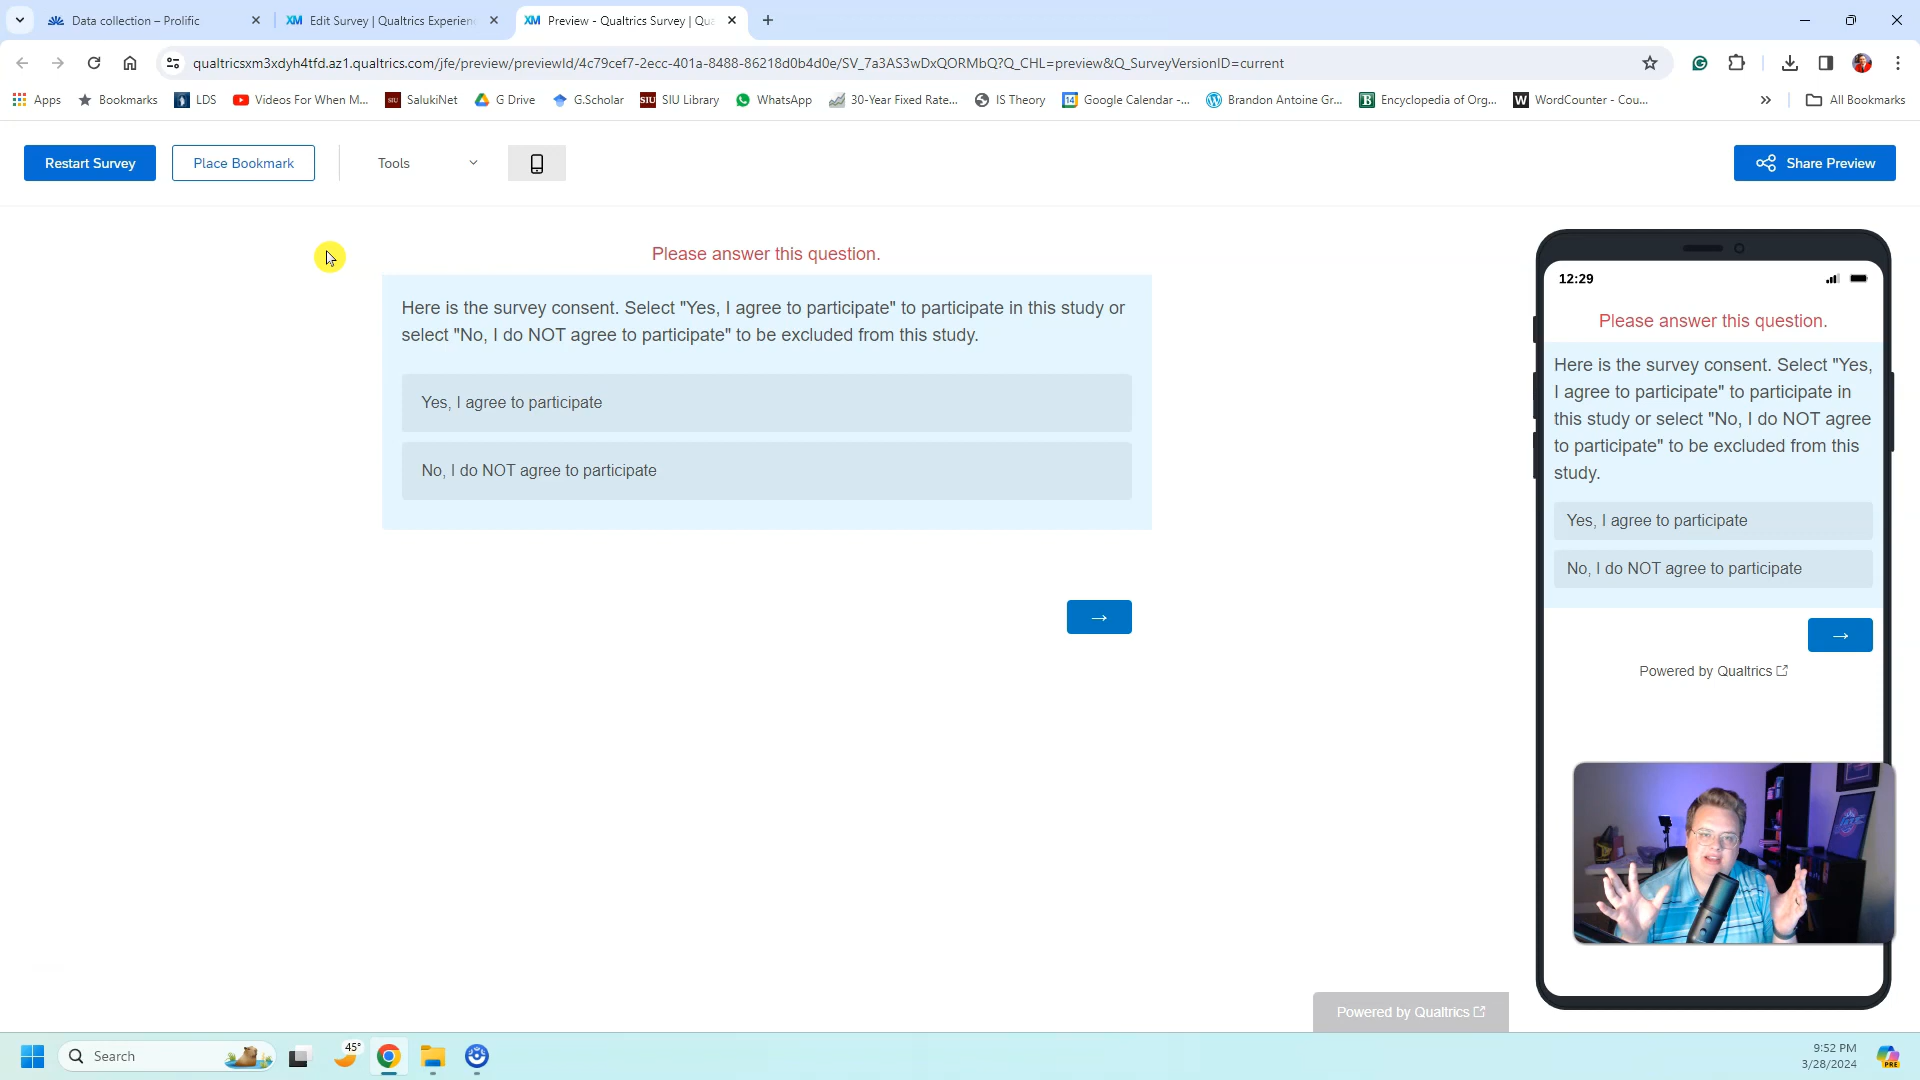 Data collection – Prolific
Edit Survey | Qualtrics Experien
Preview - Qualtrics Survey | Qu
qualtricsxm3xdyh4tfd.az1.qualtrics.com/jfe/preview/previewId/4c79cef7-2ecc-401a-8488-86218d0b4d0e/SV_7a3AS3wDxQORMbQ?Q_CHL=preview&Q_SurveyVersionID=current
Apps
Bookmarks
LDS
Videos For When M...
SalukiNet
G Drive
G.Scholar
SIU Library
WhatsApp
30-Year Fixed Rate...
IS Theory
Google Calendar -...
Brandon Antoine Gr...
Encyclopedia of Org...
WordCounter - Cou...
All Bookmarks
Restart Survey
Place Bookmark
Tools
Share Preview
Please answer this question.
Here is the survey consent. Select "Yes, I agree to participate" to participate in this study or
select "No, I do NOT agree to participate" to be excluded from this study.
Yes, I agree to participate
No, I do NOT agree to participate
→
Powered by Qualtrics
12:29
Please answer this question.
Here is the survey consent. Select "Yes,
I agree to participate" to participate in
this study or select "No, I do NOT agree
to participate" to be excluded from this
study.
Yes, I agree to participate
No, I do NOT agree to participate
→
Powered by Qualtrics
Search
45°
9:52 PM
3/28/2024